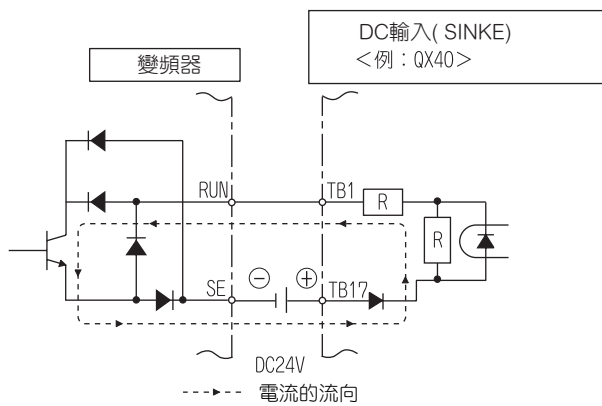 DC輸入( SINKE)
<例：QX40>
變頻器
RUN
TB1
R
R
SE
⊖
⊕
TB17
DC24V
電流的流向